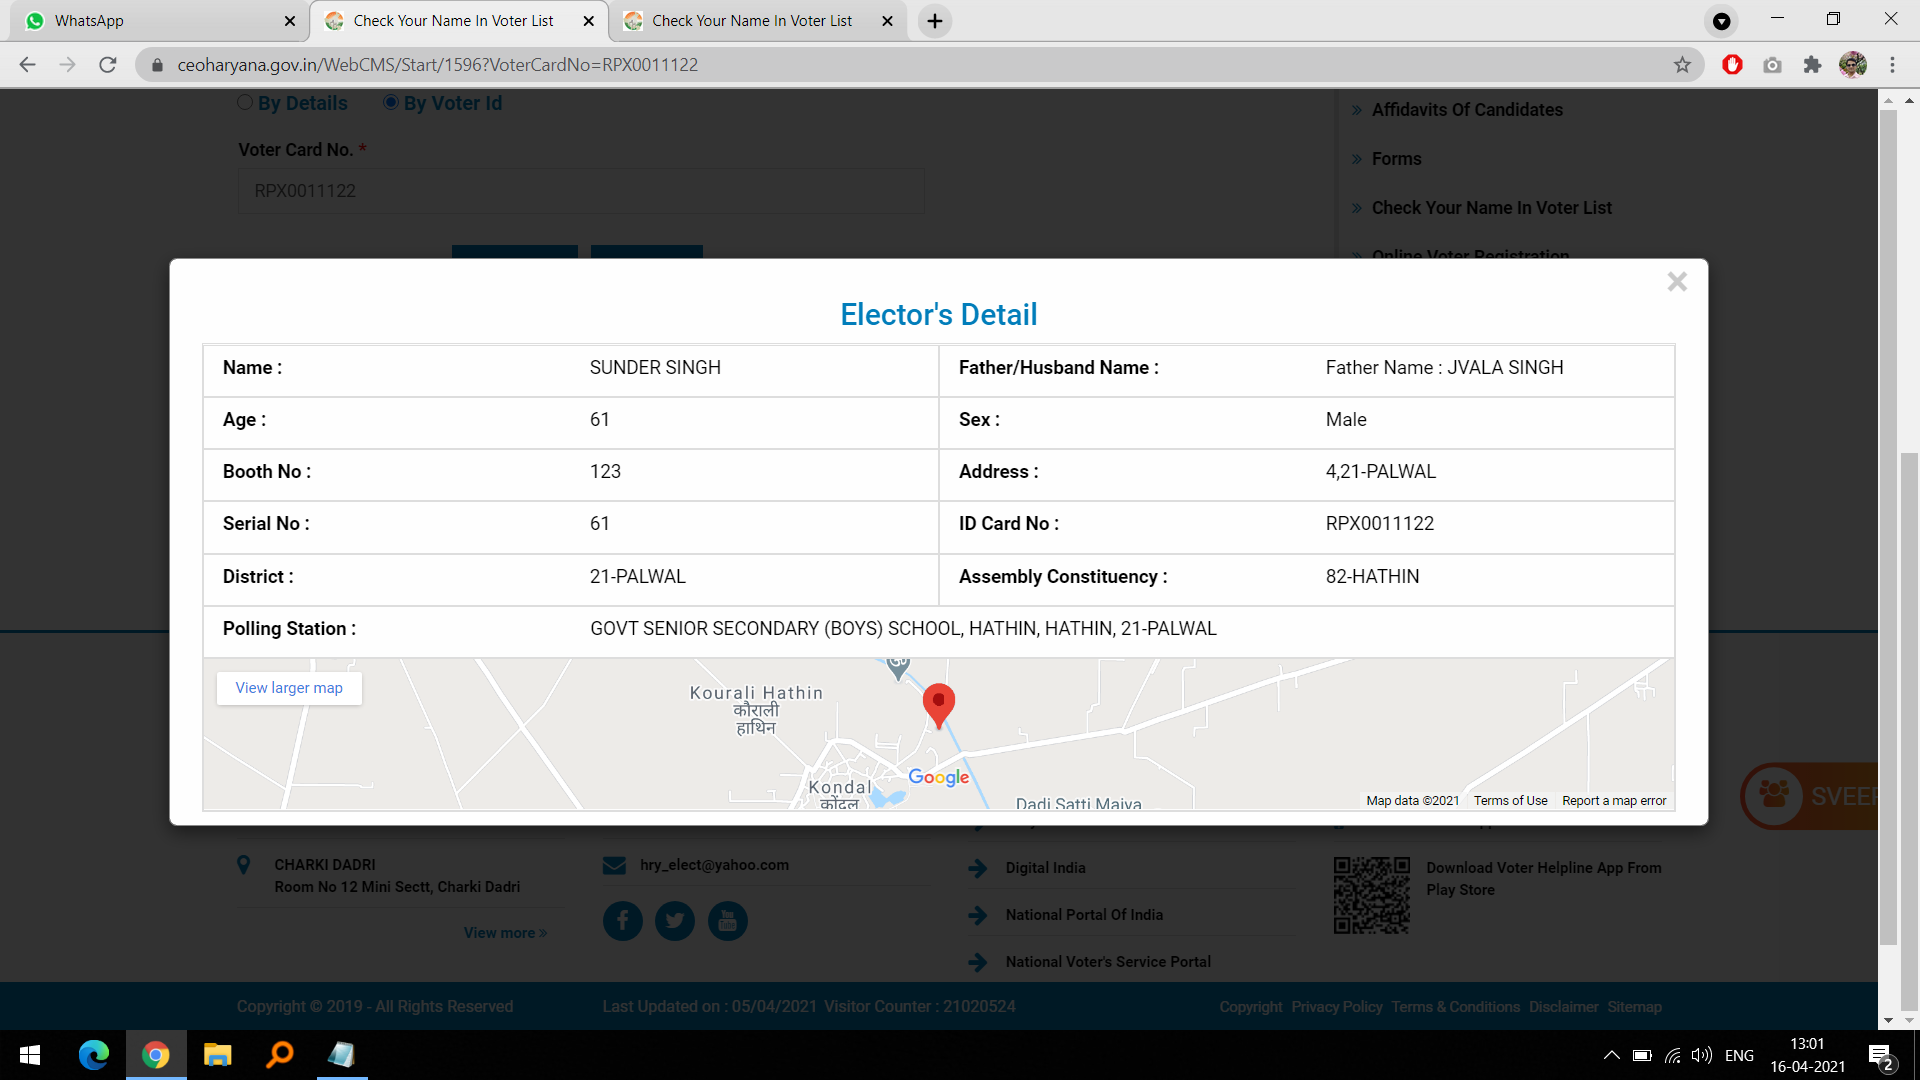 WhatsApp
Check Your Name In Voter List
Check Your Name In Voter List
ceoharyana.gov.in/WebCMS/Start/1596?VoterCardNo=RPX0011122
By Details By Voter Id
Voter Card No. *
RPX0011122
Affidavits Of Candidates
Forms
Check Your Name In Voter List
Online Voter Registration
Elector's Detail
Name : SUNDER SINGH Father/Husband Name : Father Name : JVALA SINGH
Age : 61 Sex : Male
Booth No : 123 Address : 4,21-PALWAL
Serial No : 61 ID Card No : RPX0011122
District : 21-PALWAL Assembly Constituency : 82-HATHIN
Polling Station : GOVT SENIOR SECONDARY (BOYS) SCHOOL, HATHIN, HATHIN, 21-PALWAL
View larger map
Kourali Hathin
कौराली
हाथिन
Google
Kondal
कोंदल
Dadi Satti Maiya
Map data ©2021 Terms of Use Report a map error
SVEEP
CHARKI DADRI
Room No 12 Mini Sectt, Charki Dadri
View more »
hry_elect@yahoo.com
You
Tube
Digital India
National Portal Of India
National Voter's Service Portal
Download Voter Helpline App From
Play Store
Copyright © 2019 - All Rights Reserved Last Updated on : 05/04/2021 Visitor Counter : 21020524 Copyright Privacy Policy Terms & Conditions Disclaimer Sitemap
ENG
13:01
16-04-2021
2